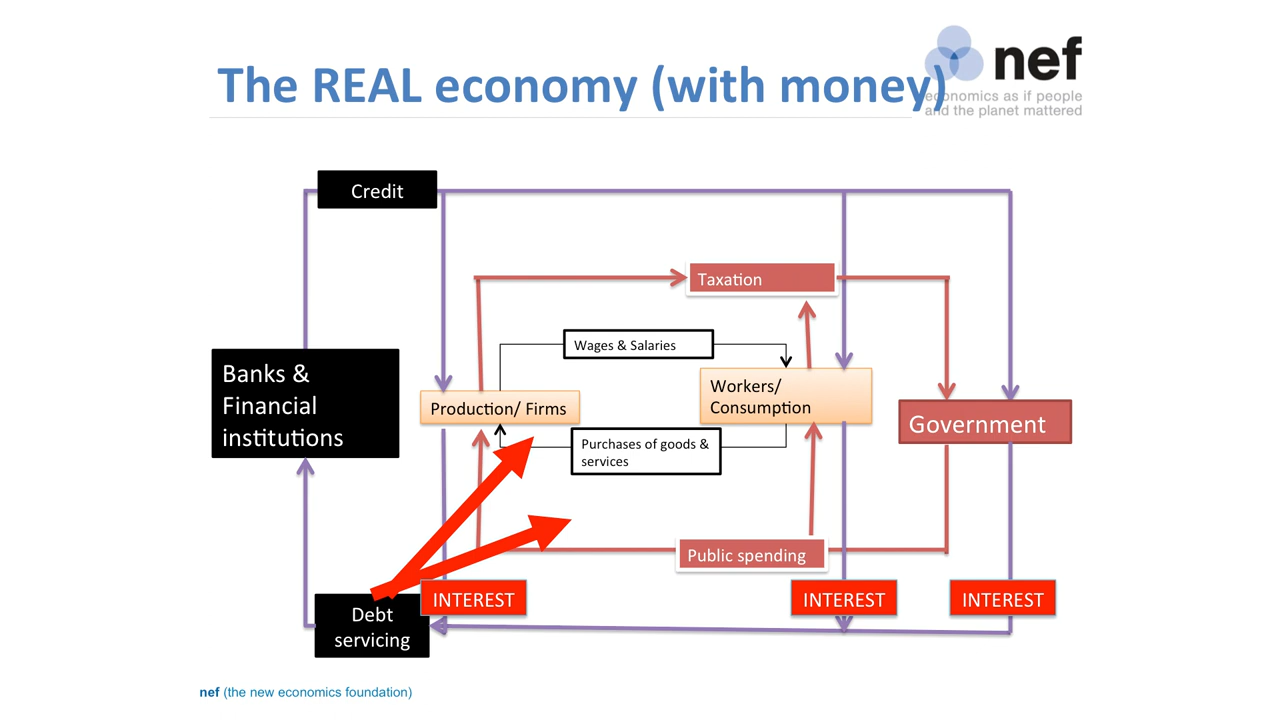 The REAL economy (with money)
nef
economics as if people
and the planet mattered
Credit
Taxation
Wages & Salaries
Banks &
Financial
institutions
Production/ Firms
Workers/
Consumption
Government
Purchases of goods &
services
Public spending
INTEREST
INTEREST
INTEREST
Debt
servicing
nef (the new economics foundation)